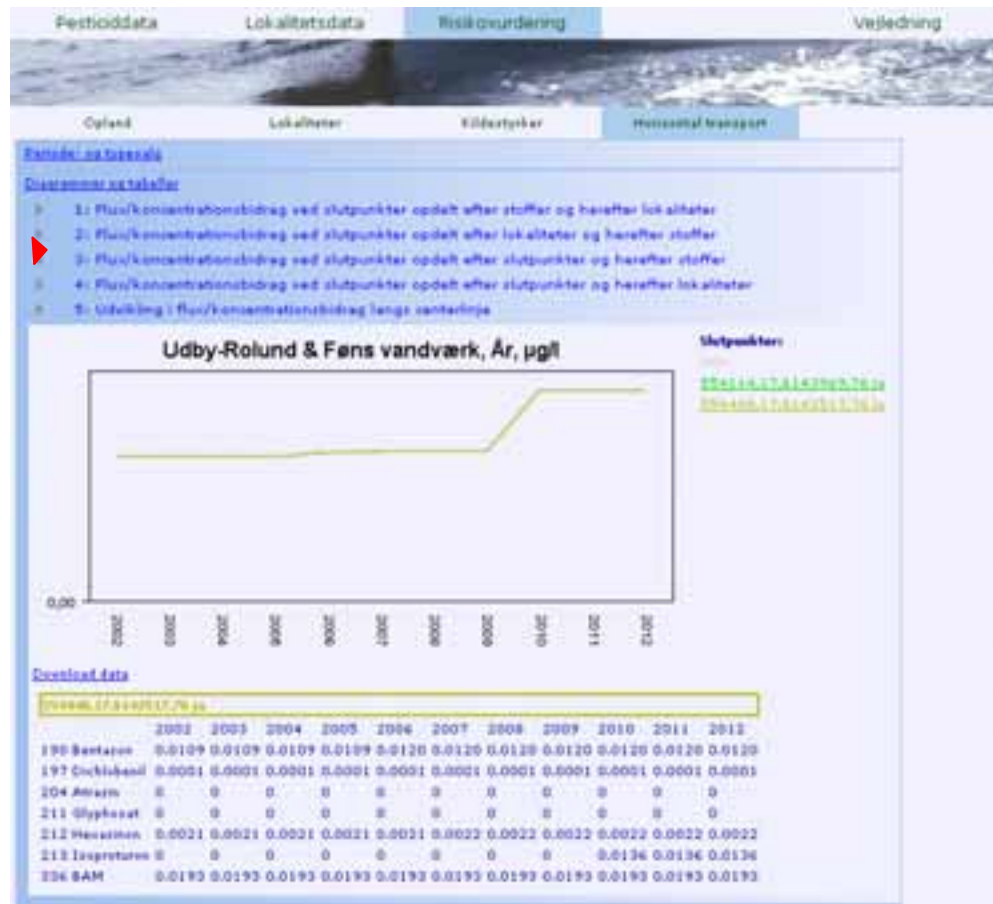 Pesticiddata Lokalitetsdata Risikovurdering Vejledning
Opland Lokaliteter Kildestyrker Horisontal transport
Periode- og typevalg
Diagrammer og tabeller
1: Flux/koncentrationsbidrag ved slutpunkter opdelt efter stoffer og herefter lokaliteter
2: Flux/koncentrationsbidrag ved slutpunkter opdelt efter lokaliteter og herefter stoffer
3: Flux/koncentrationsbidrag ved slutpunkter opdelt efter slutpunkter og herefter stoffer
4: Flux/koncentrationsbidrag ved slutpunkter opdelt efter slutpunkter og herefter lokaliteter
5: Udvikling i flux/koncentrationsbidrag langs centerlinje
Udby-Rolund & Føns vandværk, År, µg/l
Slutpunkter:
0,00
2002 2003 2004 2005 2006 2007 2008 2009 2010 2011 2012
Download data
2002 2003 2004 2005 2006 2007 2008 2009 2010 2011 2012
190 Bentazon 0.0109 0.0109 0.0109 0.0109 0.0120 0.0120 0.0120 0.0120 0.0120 0.0120 0.0120
197 Dichlobenil 0.0001 0.0001 0.0001 0.0001 0.0001 0.0001 0.0001 0.0001 0.0001 0.0001 0.0001
204 Atrazin 0 0 0 0 0 0 0 0 0 0 0
211 Glyphosat 0 0 0 0 0 0 0 0 0 0 0
212 Hexazinon 0.0021 0.0021 0.0021 0.0021 0.0021 0.0022 0.0022 0.0022 0.0022 0.0022 0.0022
213 Isoproturon 0 0 0 0 0 0 0 0 0.0136 0.0136 0.0136
BAM 0.0193 0.0193 0.0193 0.0193 0.0193 0.0193 0.0193 0.0193 0.0193 0.0193 0.0193